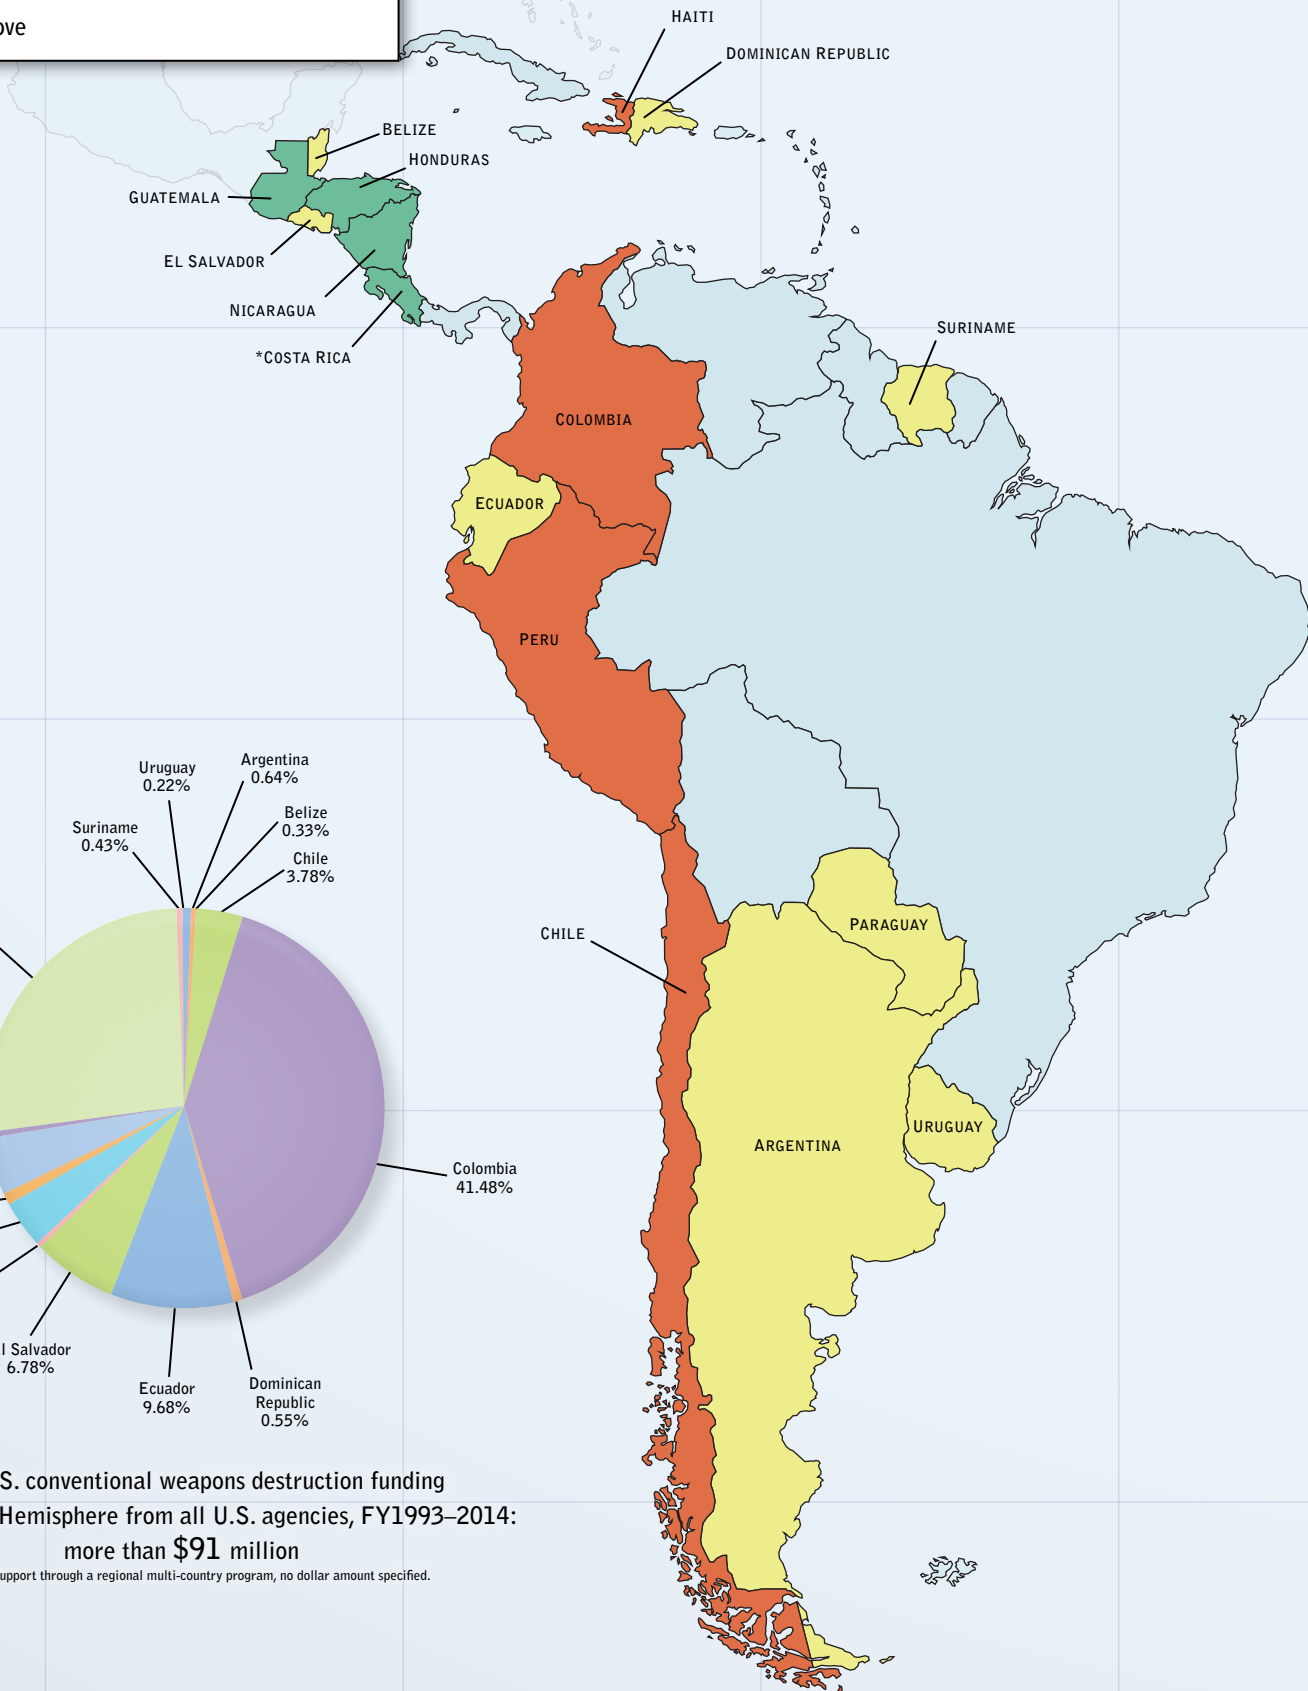 HAITI
DOMINICAN REPUBLIC
BELIZE
HONDURAS
GUATEMALA
EL SALVADOR
NICARAGUA
*COSTA RICA
SURINAME
COLOMBIA
ECUADOR
PERU
CHILE
PARAGUAY
URUGUAY
ARGENTINA
Uruguay
0.22%
Argentina
0.64%
Suriname
0.43%
Belize
0.33%
Chile
3.78%
Colombia
41.48%
l Salvador
6.78%
Ecuador
9.68%
Dominican
Republic
0.55%
S. conventional weapons destruction funding
Hemisphere from all U.S. agencies, FY1993–2014:
more than $91 million
upport through a regional multi-country program, no dollar amount specified.